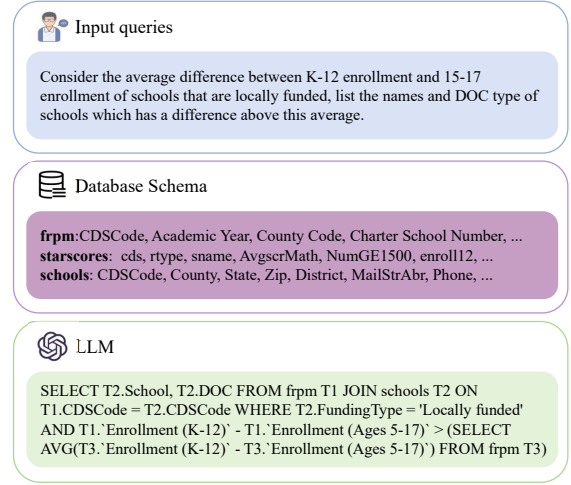 Input queries
Consider the average difference between K-12 enrollment and 15-17
enrollment of schools that are locally funded, list the names and DOC type of
schools which has a difference above this average.
Database Schema
frpm:CDSCode, Academic Year, County Code, Charter School Number, ...
starscores: cds, rtype, sname, AvgscrMath, NumGE1500, enroll12, ...
schools: CDSCode, County, State, Zip, District, MailStrAbr, Phone, ...
LLM
SELECT T2.School, T2.DOC FROM frpm T1 JOIN schools T2 ON
T1.CDSCode = T2.CDSCode WHERE T2.FundingType = 'Locally funded'
AND T1.`Enrollment (K-12)` - T1.`Enrollment (Ages 5-17)` > (SELECT
AVG(T3.`Enrollment (K-12)` - T3.`Enrollment (Ages 5-17)`) FROM frpm T3)